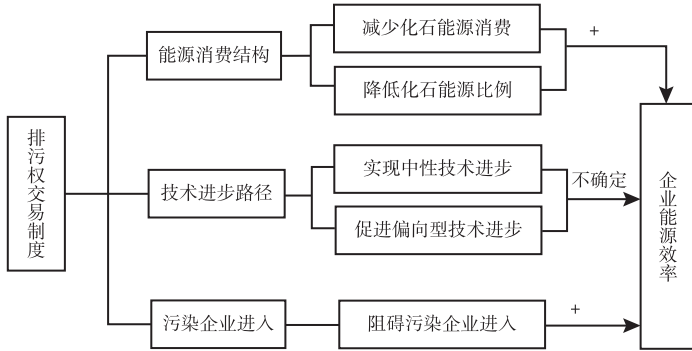 排污权交易制度
能源消费结构
减少化石能源消费
降低化石能源比例
+
技术进步路径
实现中性技术进步
促进偏向型技术进步
不确定
污染企业进入
阻碍污染企业进入
+
企业能源效率